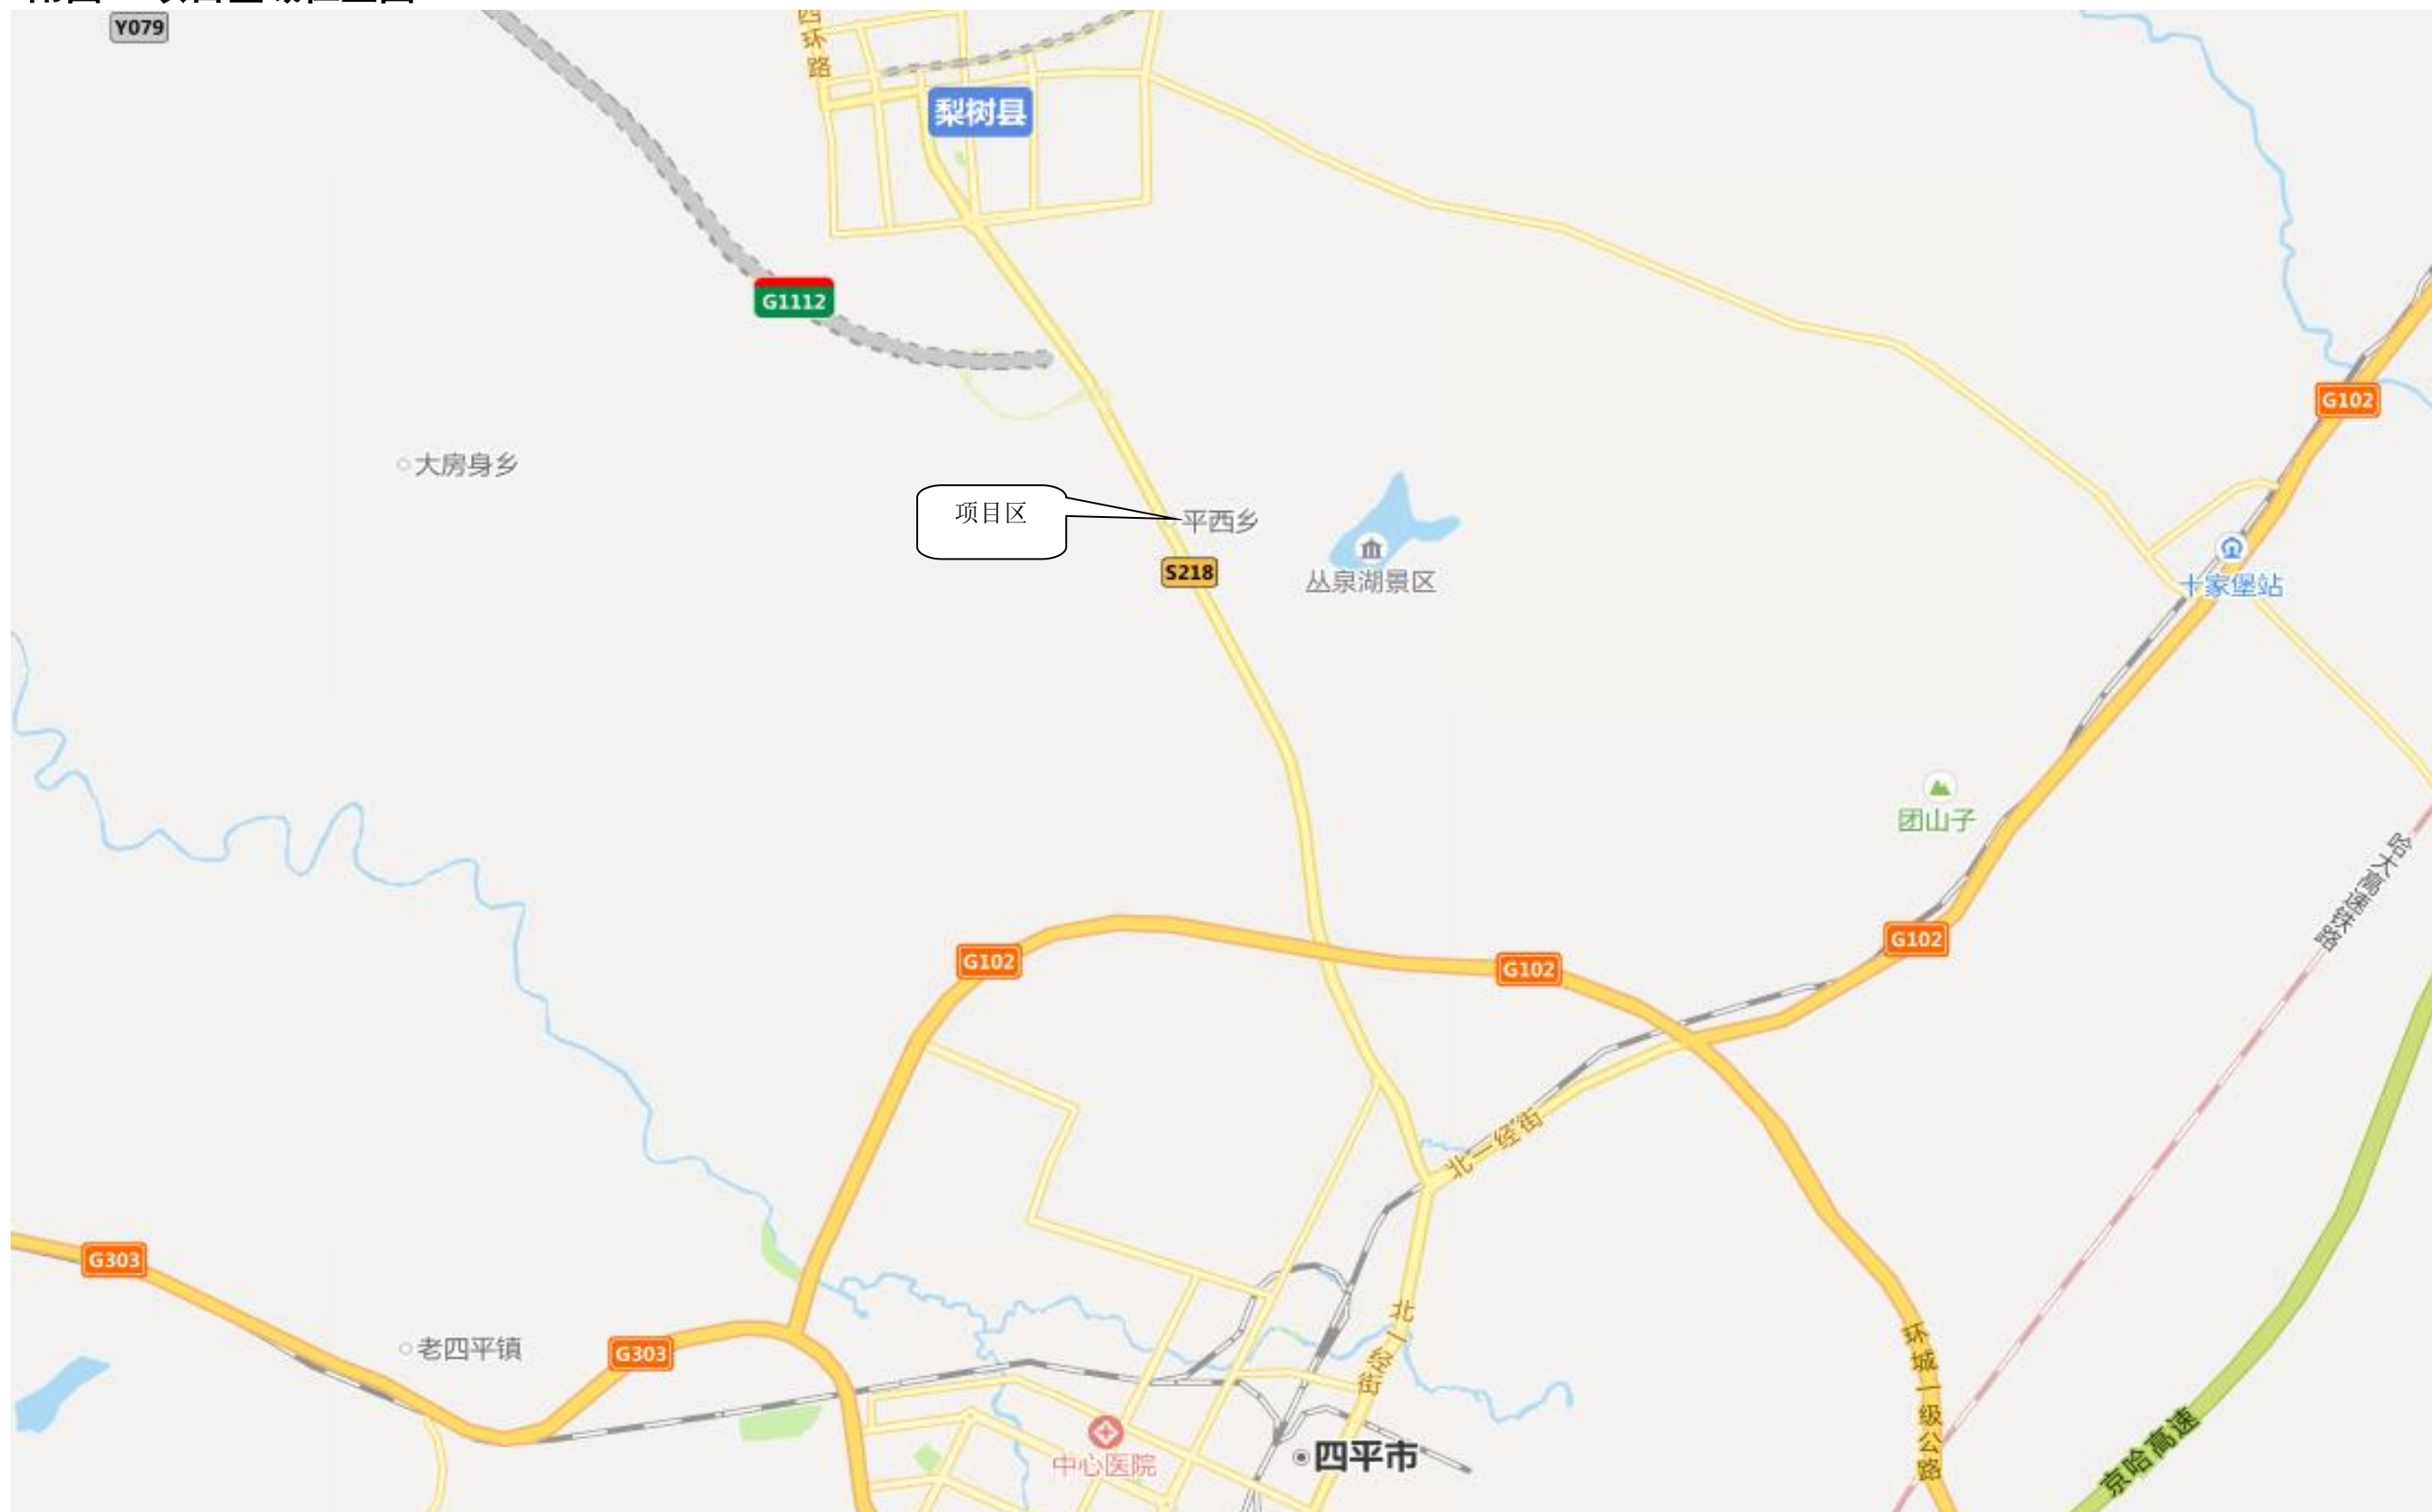 Y079
四环路
梨树县
G1112
G102
大房身乡
项目区
平西乡
S218
丛泉湖景区
十家堡站
团山子
哈大高速铁路
G102
G102
G102
北一经街
G303
老四平镇
G303
北一经街
环城一级公路
中心医院
四平市
京哈高速